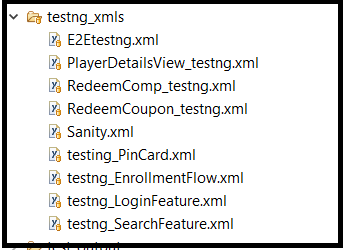 testng_xmls
E2Etestng.xml
PlayerDetailsView_testng.xml
RedeemComp_testng.xml
RedeemCoupon_testng.xml
Sanity.xml
testing_PinCard.xml
testng_EnrollmentFlow.xml
testng_LoginFeature.xml
testng_SearchFeature.xml